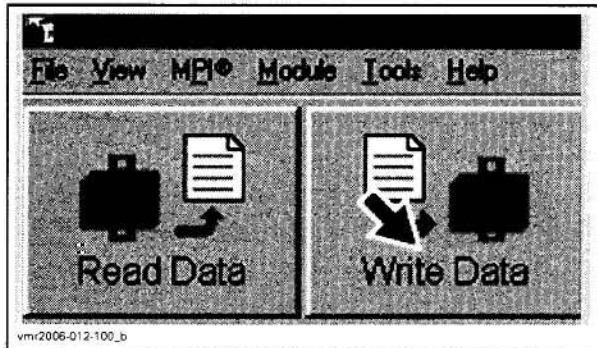 File View MPI® Module Tools Help
Read Data Write Data
vmr2006-012-100_b